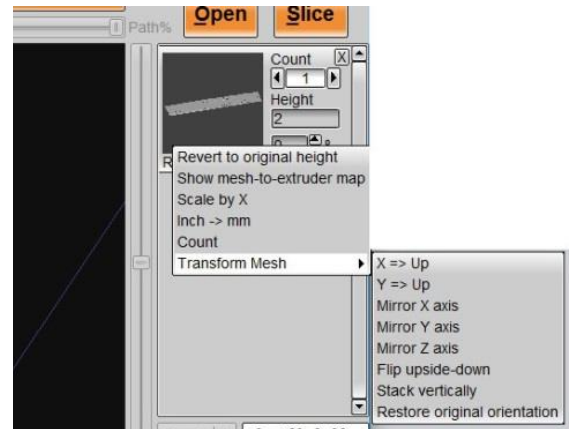 Path%
Open
Slice
Count
X
1
Height
2
R
Revert to original height
Show mesh-to-extruder map
Scale by X
Inch -> mm
Count
Transform Mesh
X => Up
Y => Up
Mirror X axis
Mirror Y axis
Mirror Z axis
Flip upside-down
Stack vertically
Restore original orientation